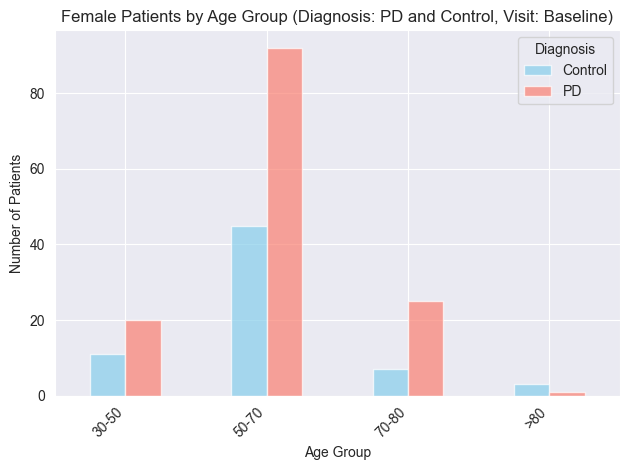 Female Patients by Age Group (Diagnosis: PD and Control, Visit: Baseline)
Diagnosis
Control
PD
Number of Patients
80
60
40
20
0
30-50
50-70
70-80
>80
Age Group